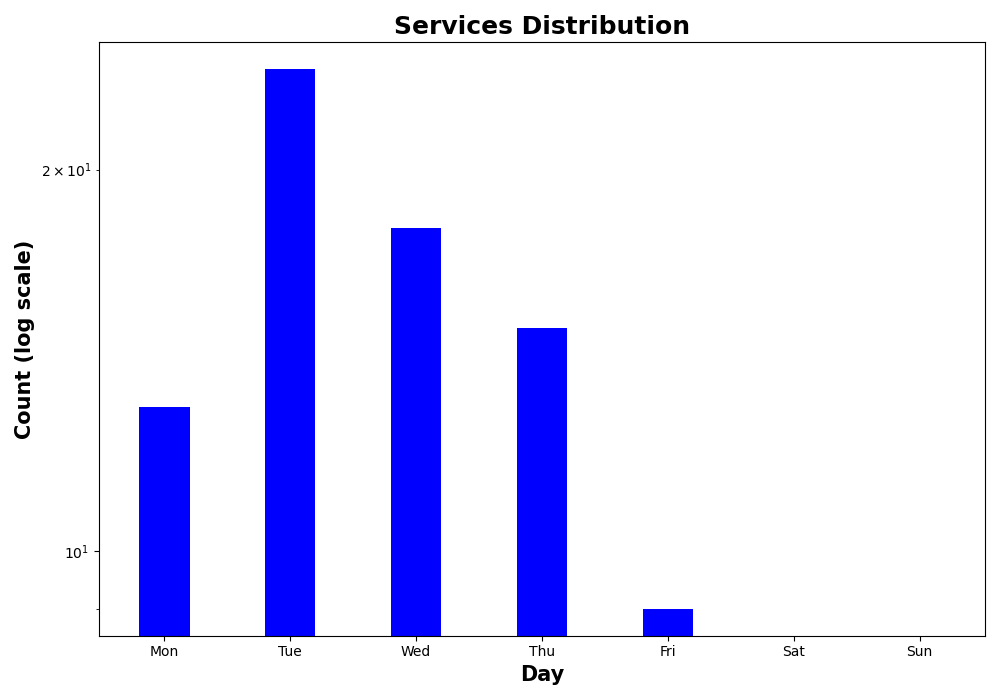 Services Distribution
Count (log scale)
2 × 10¹
10¹
Mon Tue Wed Thu Fri Sat Sun
Day